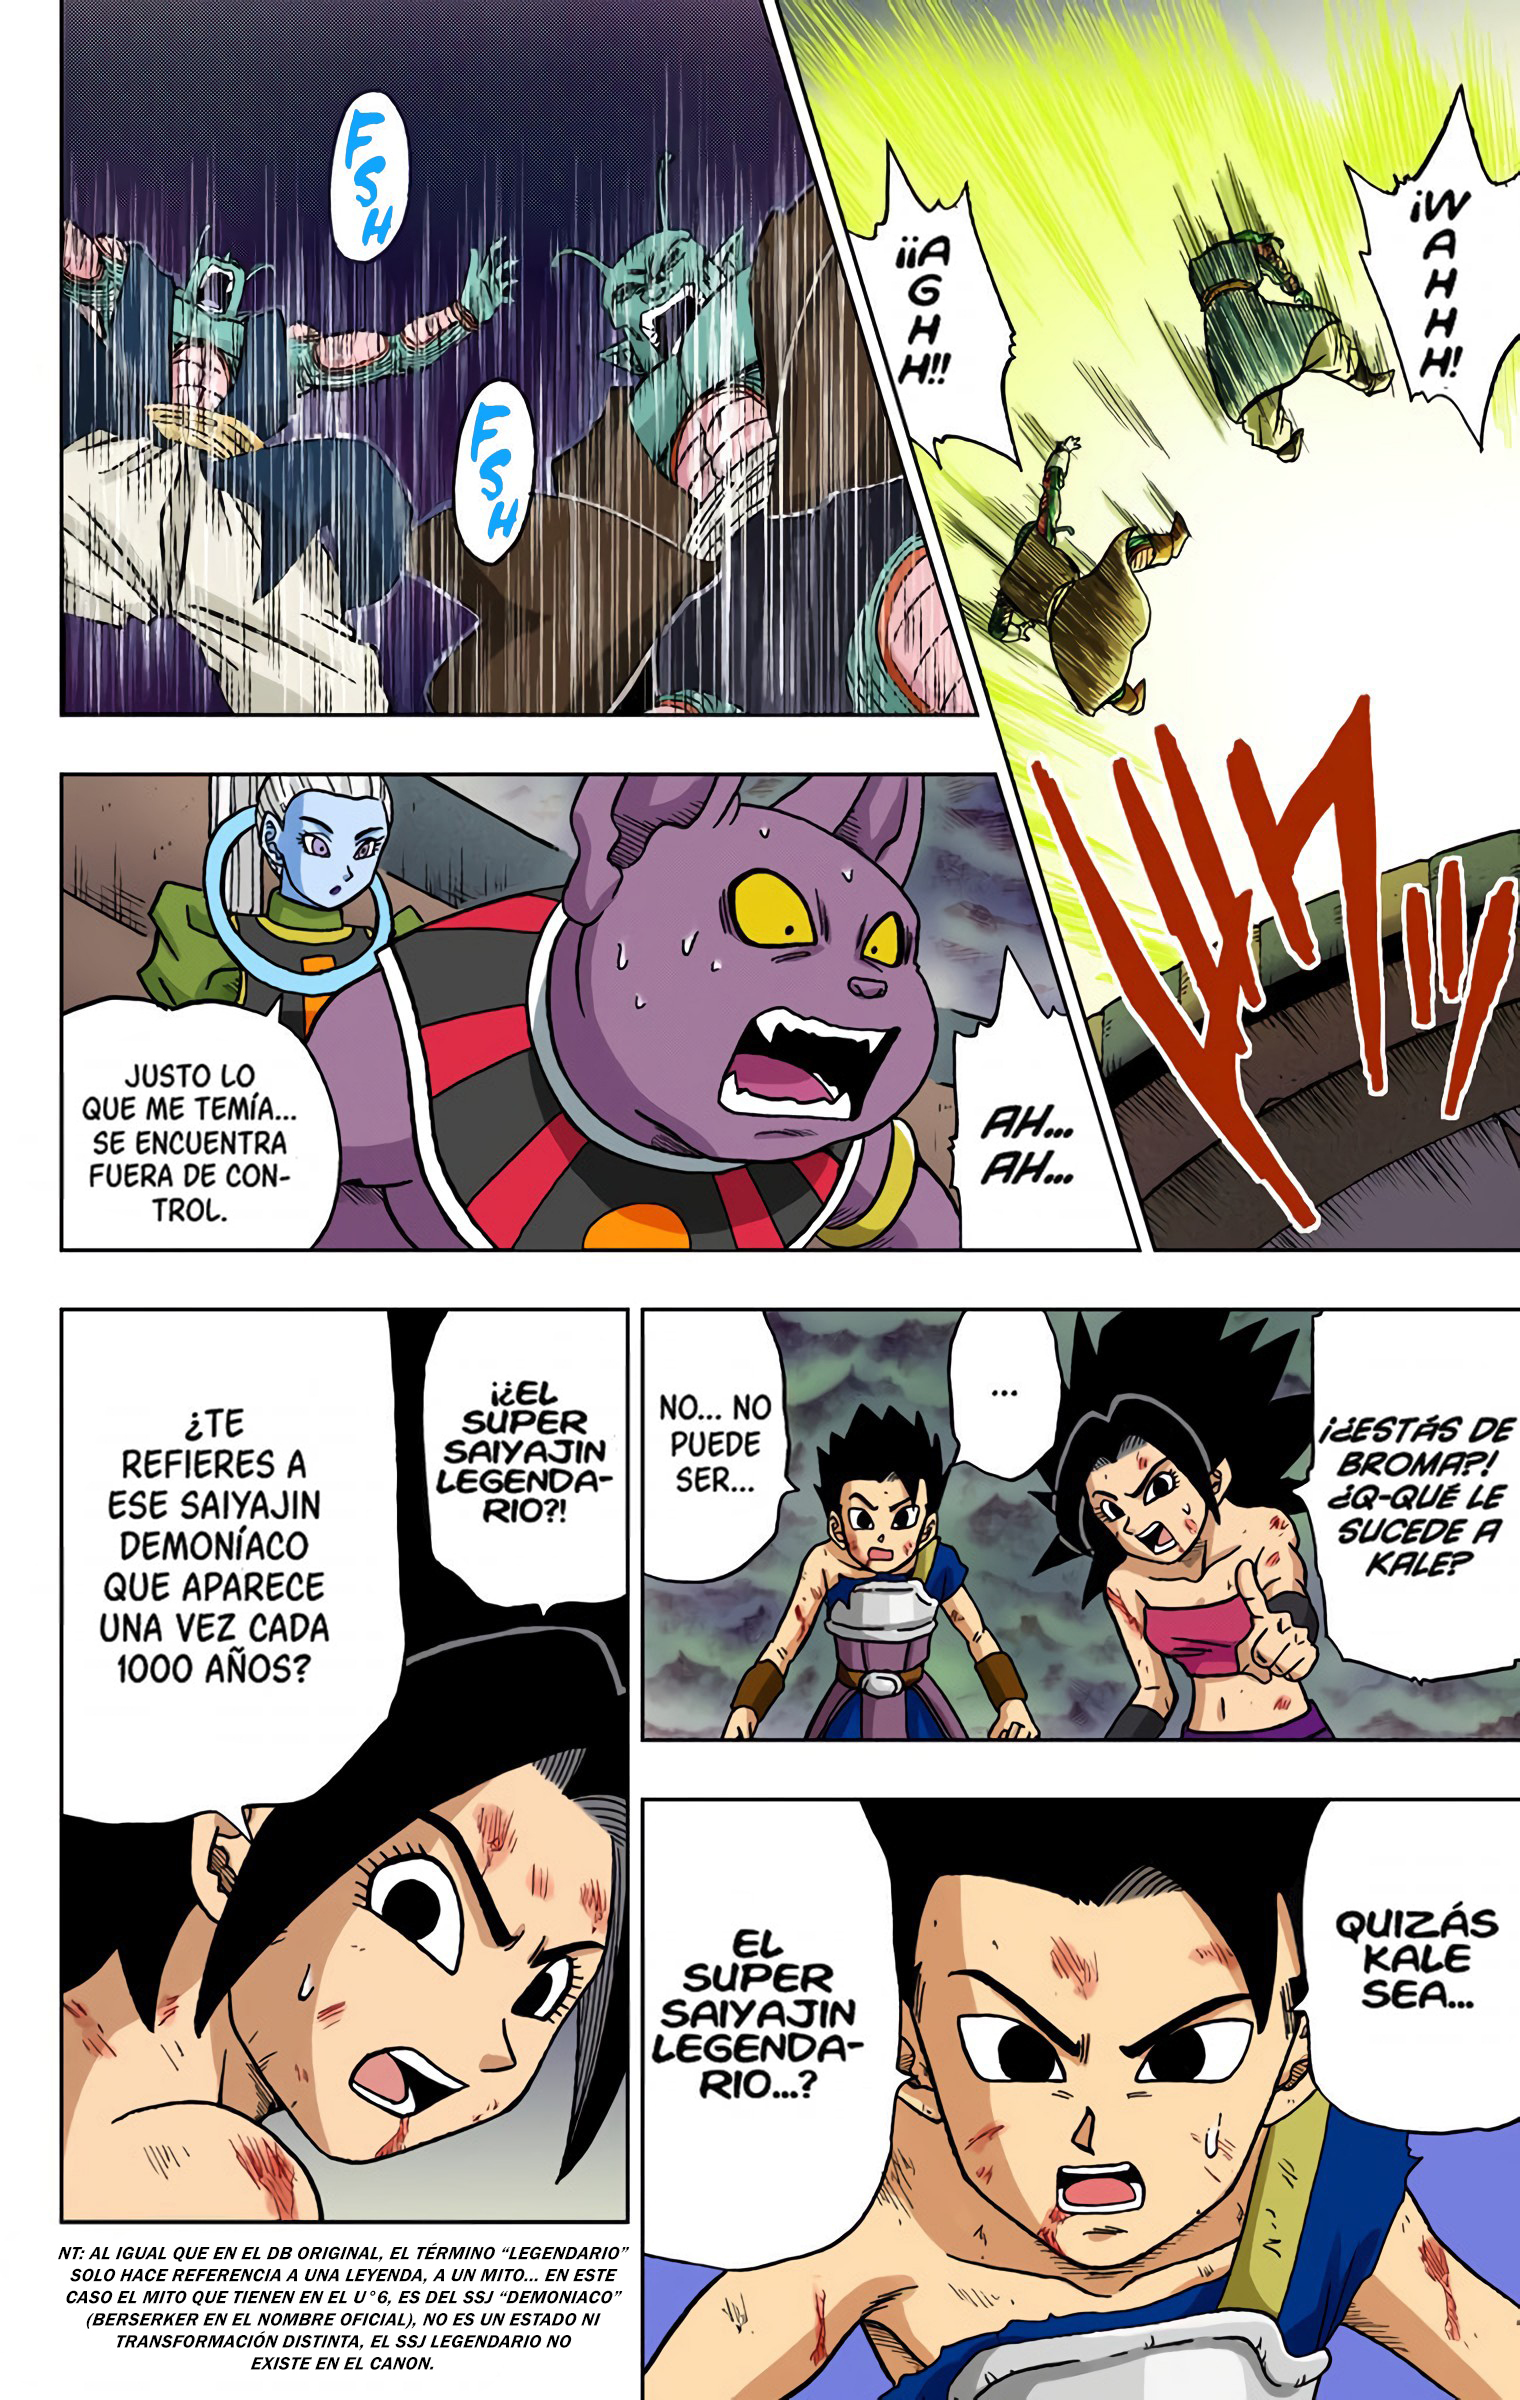 ¡W
A
H
H
H!
¡¡A
G
H
H!!
F
S
H
F
S
H
AH...
AH...
JUSTO LO
QUE ME TEMÍA...
SE ENCUENTRA
FUERA DE CON-
TROL.
¡¿ESTÁS DE
BROMA?!
¿Q-QUÉ LE
SUCEDE A
KALE?
...
NO... NO
PUEDE
SER...
QUIZÁS
KALE
SEA...
EL
SUPER
SAIYAJIN
LEGENDA-
RIO...?
¡¿EL
SUPER
SAIYAJIN
LEGENDA-
RIO?!
¿TE
REFIERES A
ESE SAIYAJIN
DEMONÍACO
QUE APARECE
UNA VEZ CADA
1000 AÑOS?
NT: AL IGUAL QUE EN EL DB ORIGINAL, EL TÉRMINO “LEGENDARIO”
SOLO HACE REFERENCIA A UNA LEYENDA, A UN MITO... EN ESTE
CASO EL MITO QUE TIENEN EN EL U°6, ES DEL SSJ “DEMONIACO”
(BERSERKER EN EL NOMBRE OFICIAL), NO ES UN ESTADO NI
TRANSFORMACIÓN DISTINTA, EL SSJ LEGENDARIO NO
EXISTE EN EL CANON.